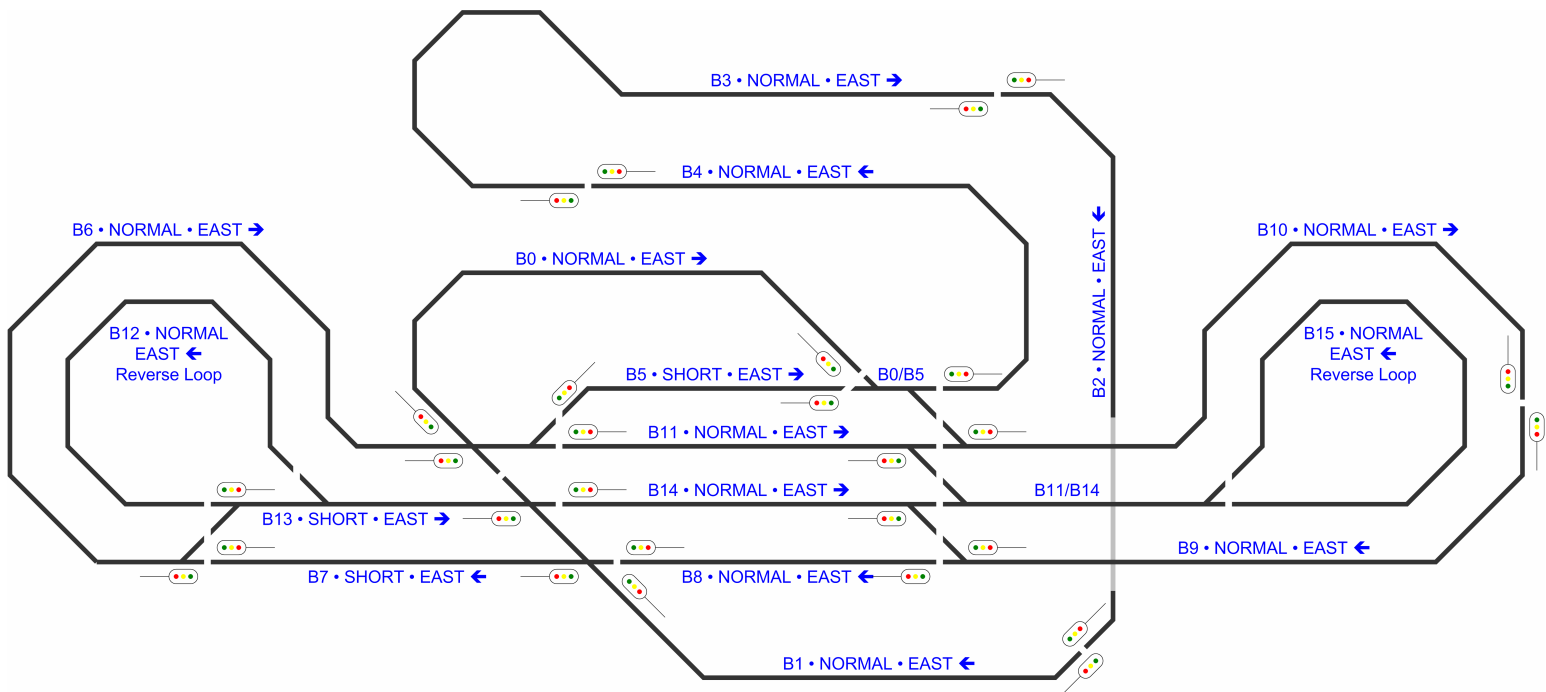 B3 • NORMAL • EAST →
B4 • NORMAL • EAST ←
B6 • NORMAL • EAST →
B10 • NORMAL • EAST →
B0 • NORMAL • EAST →
B2 • NORMAL • EAST ←
B12 • NORMAL
EAST ←
Reverse Loop
B15 • NORMAL
EAST ←
Reverse Loop
B5 • SHORT • EAST →
B0/B5
B11 • NORMAL • EAST →
B14 • NORMAL • EAST →
B11/B14
B13 • SHORT • EAST →
B9 • NORMAL • EAST ←
B7 • SHORT • EAST ←
B8 • NORMAL • EAST ←
B1 • NORMAL • EAST ←